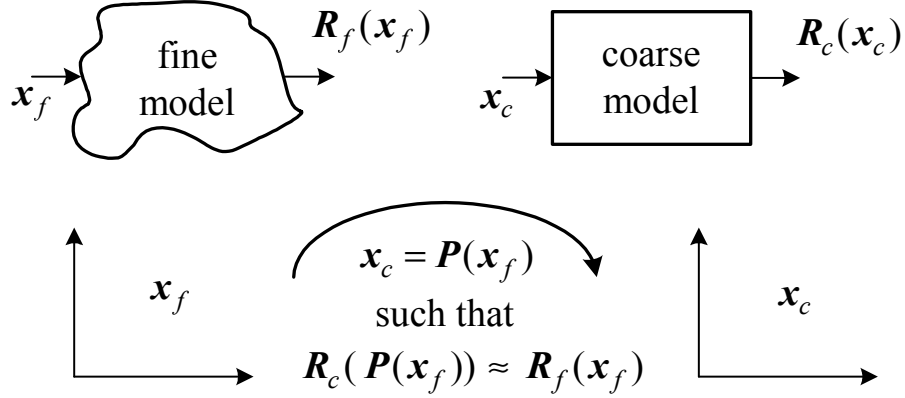 fine
model
x_f
R_f(x_f)
coarse
model
x_c
R_c(x_c)
x_f
x_c = P(x_f)
such that
R_c(P(x_f)) ≈ R_f(x_f)
x_c